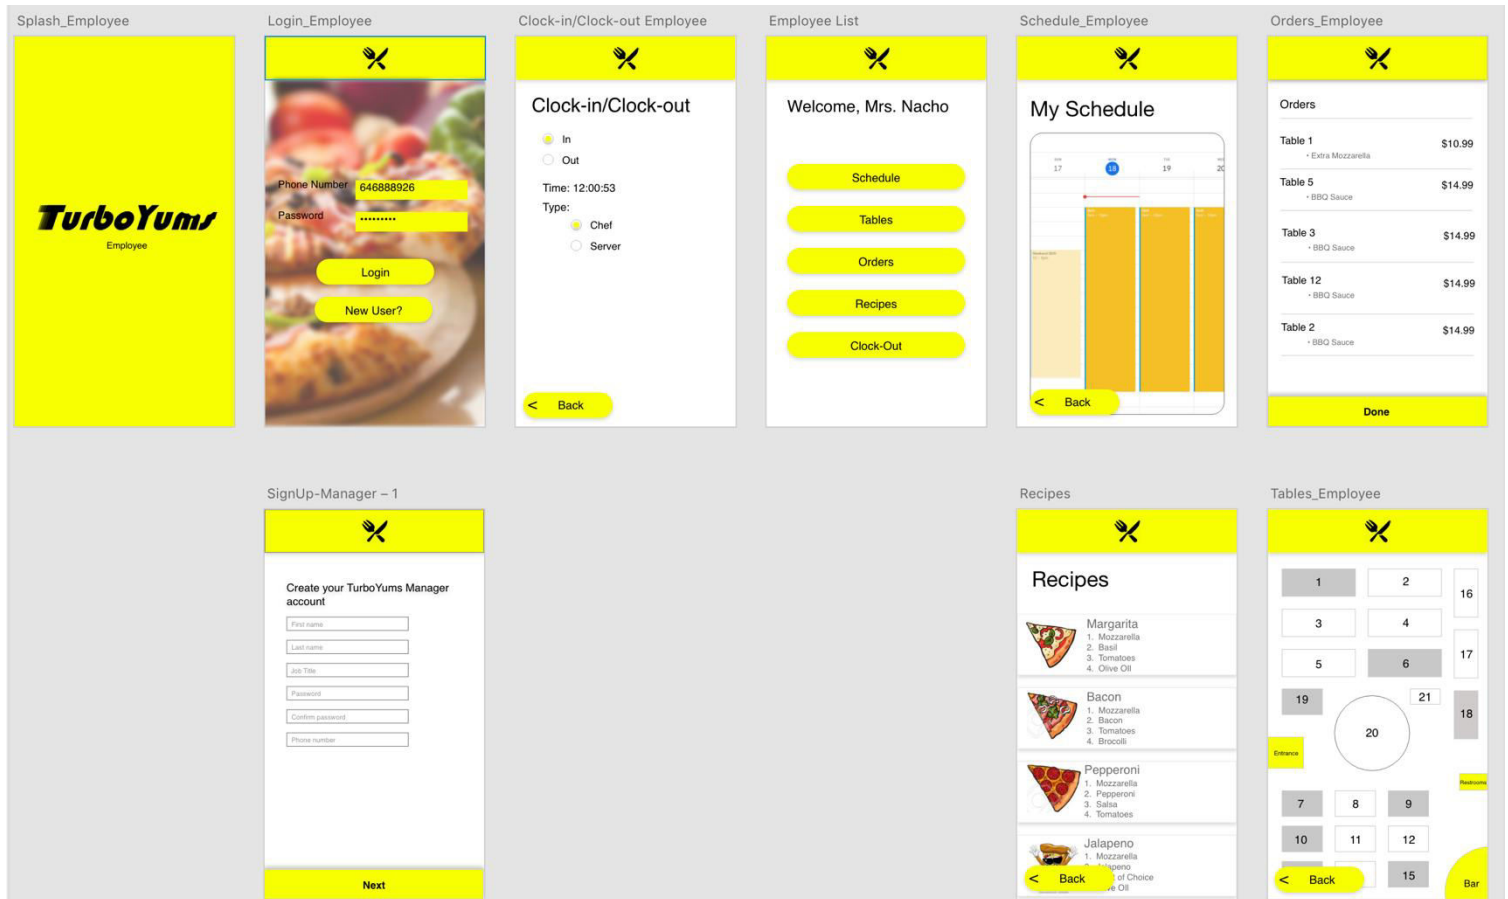 Splash_Employee
TurboYums
Employee
Login_Employee
Phone Number 646888926
Password •••••••••
Login
New User?
Clock-in/Clock-out Employee
Clock-in/Clock-out
In
Out
Time: 12:00:53
Type:
Chef
Server
< Back
Employee List
Welcome, Mrs. Nacho
Schedule
Tables
Orders
Recipes
Clock-Out
Schedule_Employee
My Schedule
17 18 19 20
< Back
Orders_Employee
Orders
Table 1 $10.99
• Extra Mozzarella
Table 5 $14.99
• BBQ Sauce
Table 3 $14.99
• BBQ Sauce
Table 12 $14.99
• BBQ Sauce
Table 2 $14.99
• BBQ Sauce
Done
SignUp-Manager – 1
Create your TurboYums Manager
account
First name
Last name
Job Title
Password
Confirm password
Phone number
Next
Recipes
Recipes
Margarita
1. Mozzarella
2. Basil
3. Tomatoes
4. Olive OIl
Bacon
1. Mozzarella
2. Bacon
3. Tomatoes
4. Brocolli
Pepperoni
1. Mozzarella
2. Pepperoni
3. Salsa
4. Tomatoes
Jalapeno
1. Mozzarella
of Choice
OIl
< Back
Tables_Employee
1 2 16
3 4
5 6 17
19 21 18
20
Entrance
Restrooms
7 8 9
10 11 12
15
< Back
Bar